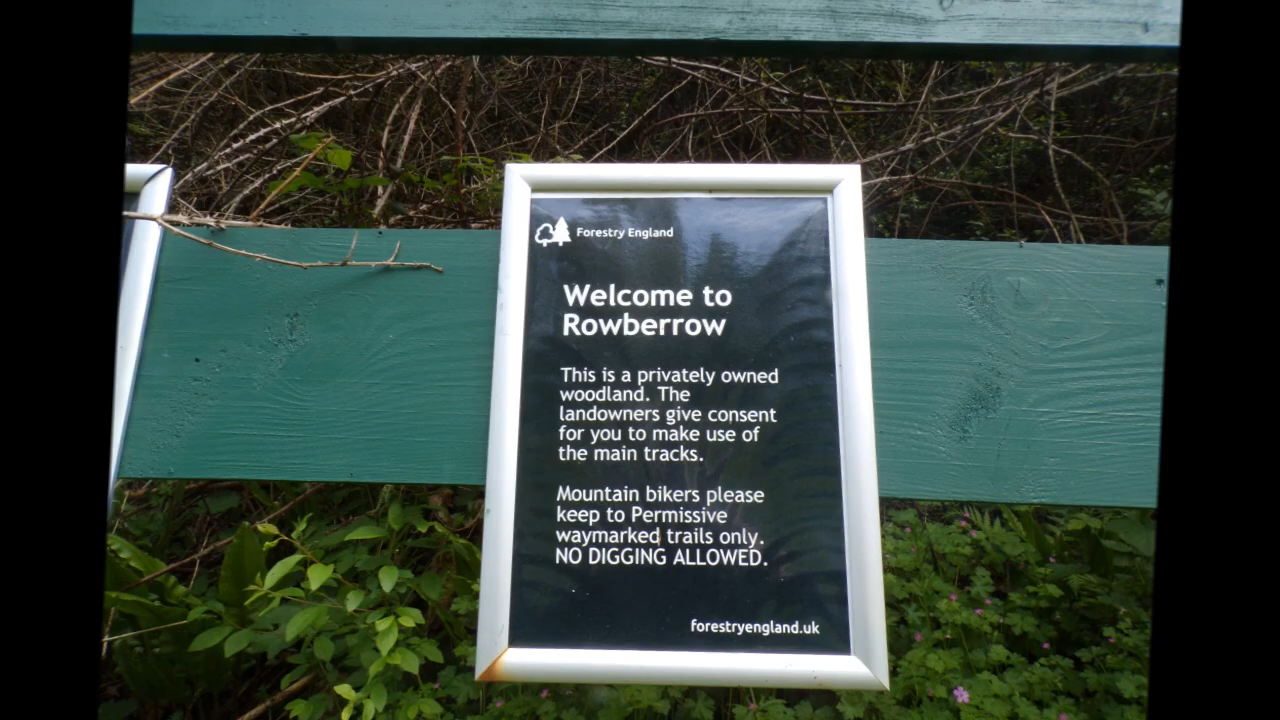 Forestry England
Welcome to
Rowberrow
This is a privately owned
woodland. The
landowners give consent
for you to make use of
the main tracks.
Mountain bikers please
keep to Permissive
waymarked trails only.
NO DIGGING ALLOWED.
forestryengland.uk